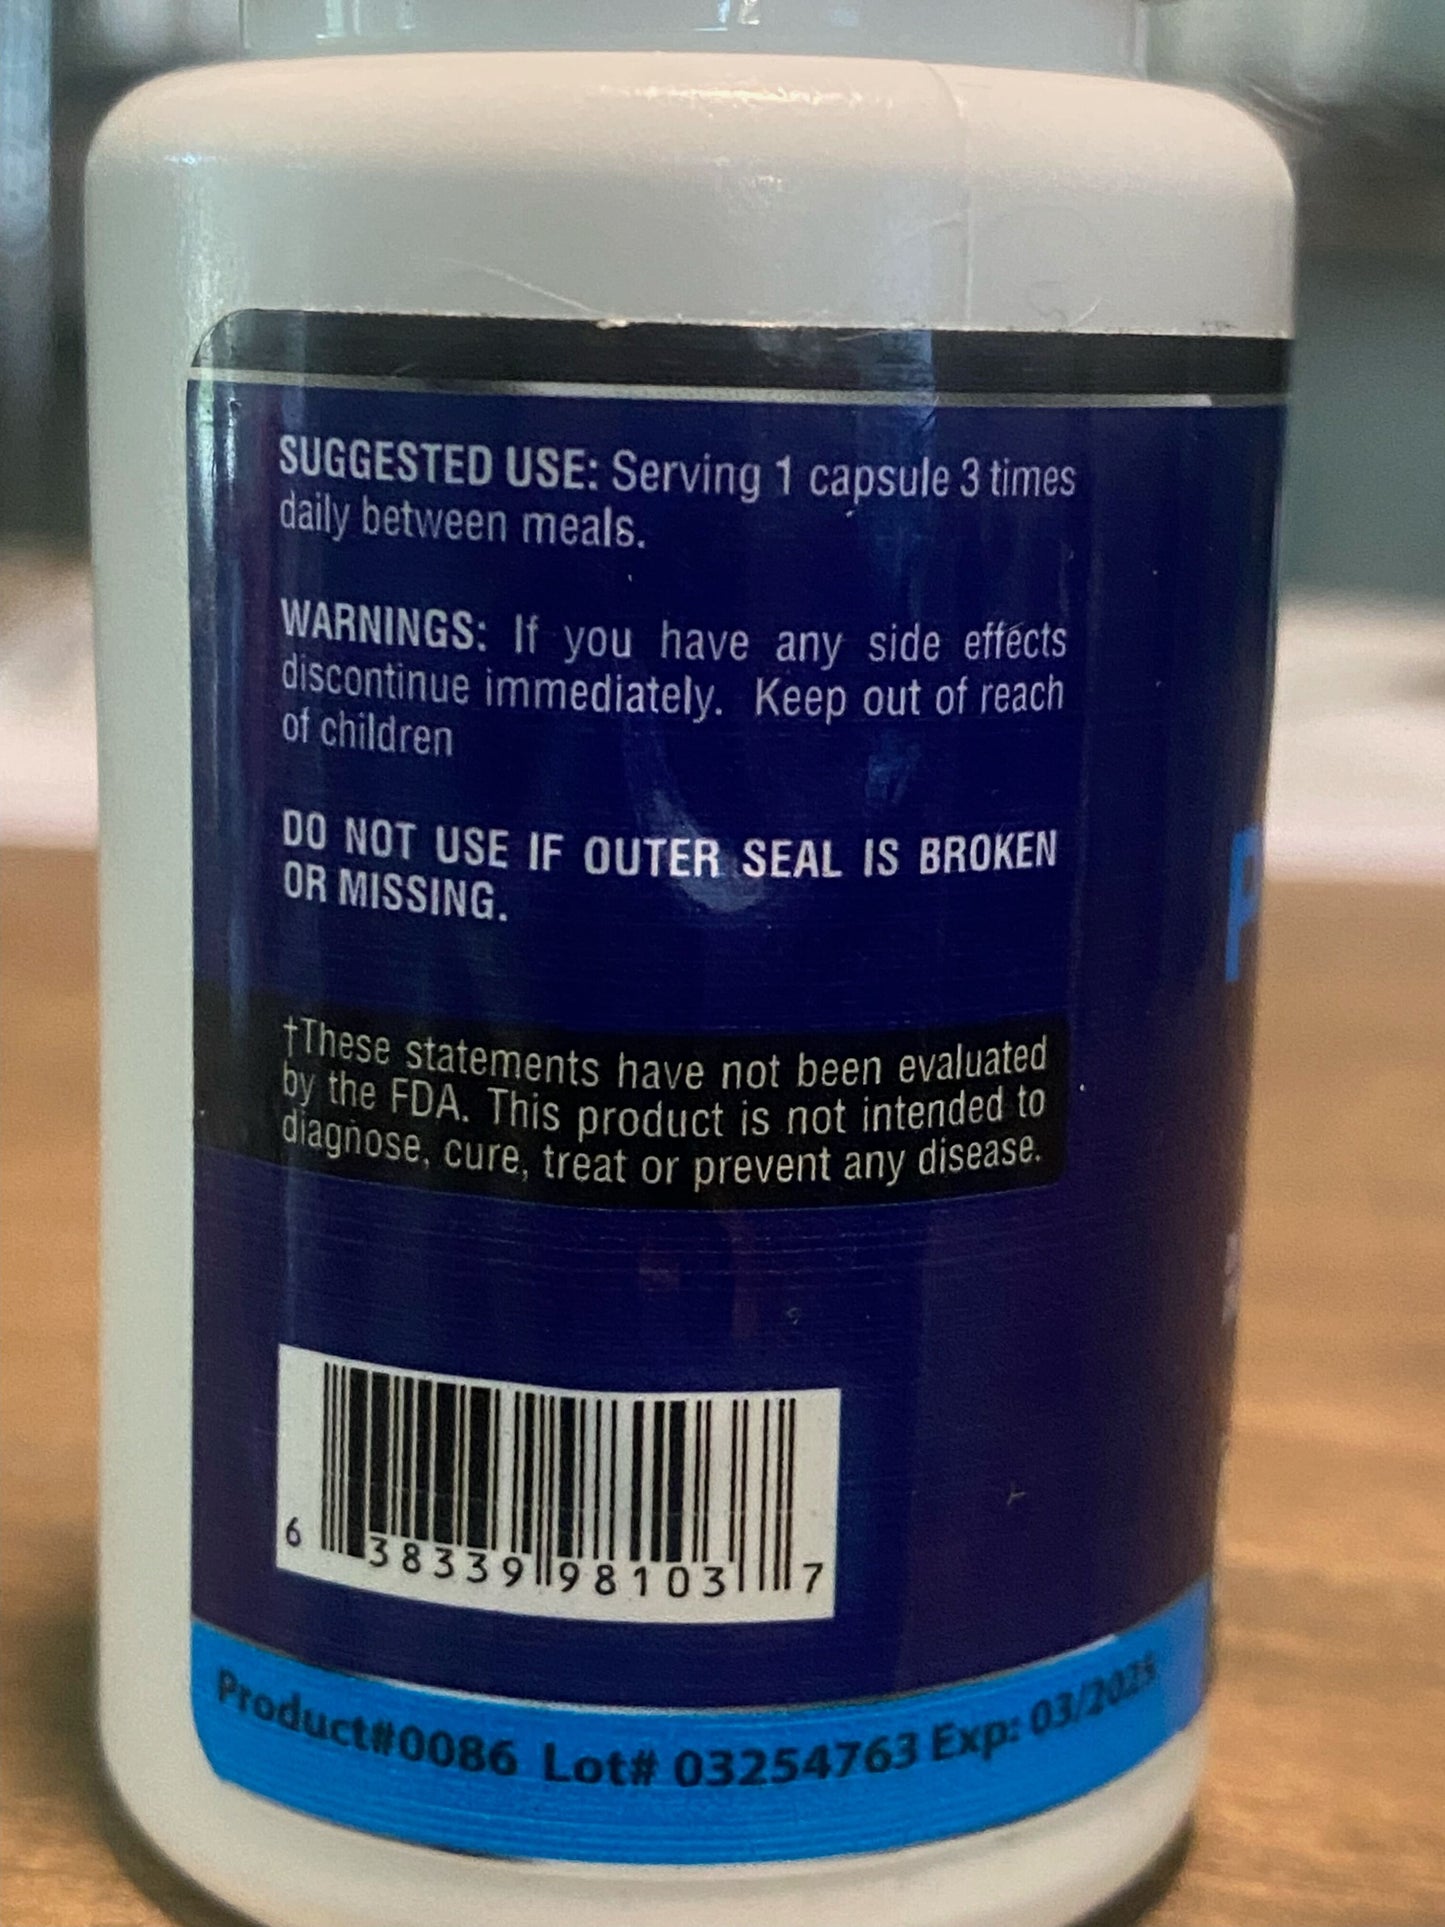 SUGGESTED USE: Serving 1 capsule 3 times
daily between meals.
WARNINGS: If you have any side effects
discontinue immediately. Keep out of reach
of children
DO NOT USE IF OUTER SEAL IS BROKEN
OR MISSING.
†These statements have not been evaluated
by the FDA. This product is not intended to
diagnose, cure, treat or prevent any disease.
6 38339 98103 7
Product#0086 Lot# 03254763 Exp: 03/2025
P